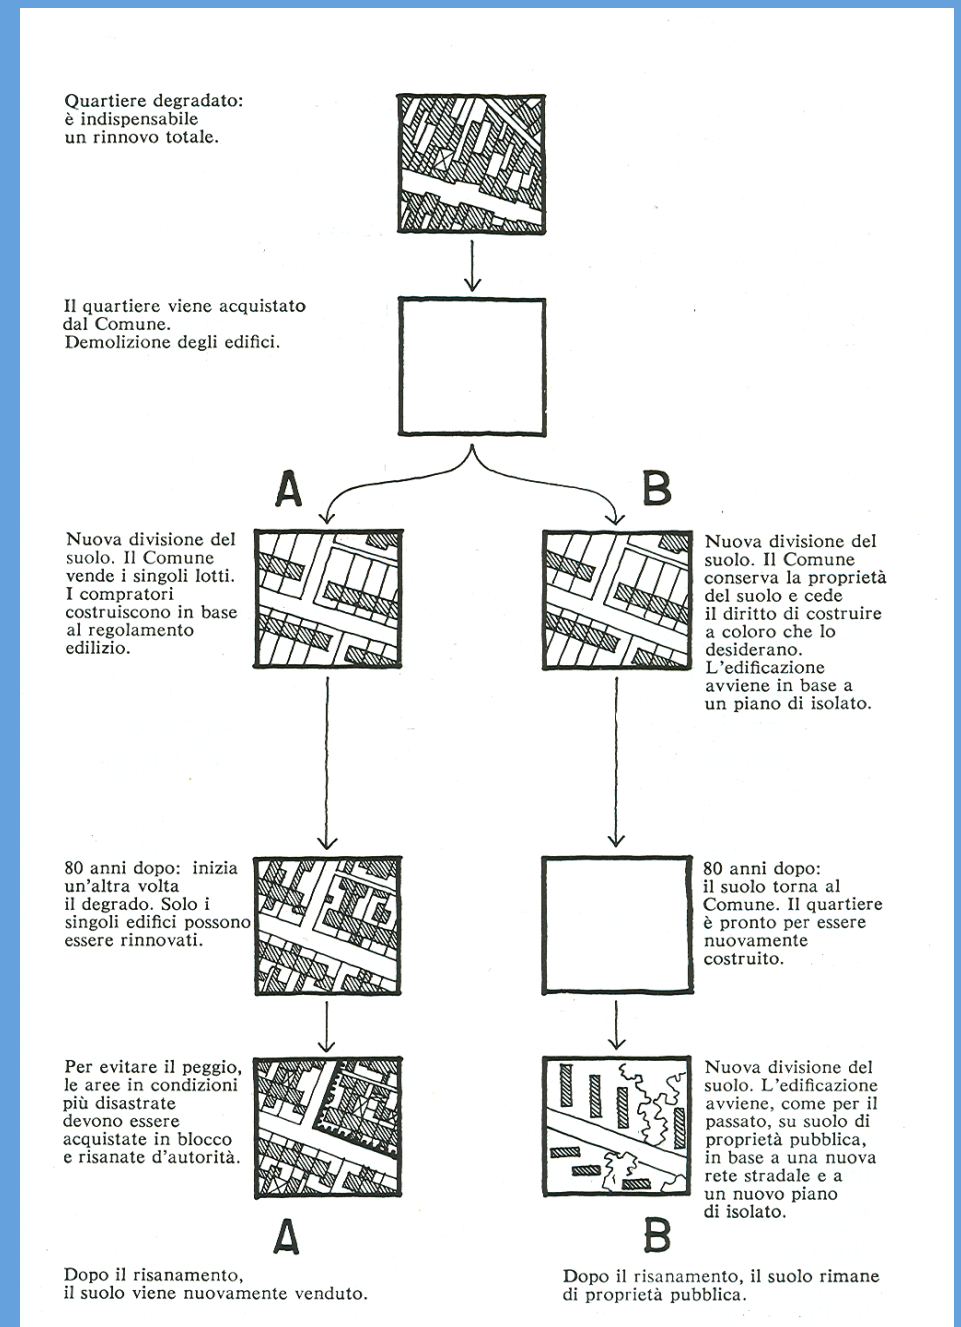 Quartiere degradato:
è indispensabile
un rinnovo totale.
Il quartiere viene acquistato
dal Comune.
Demolizione degli edifici.
A
B
Nuova divisione del
suolo. Il Comune
vende i singoli lotti.
I compratori
costruiscono in base
al regolamento
edilizio.
Nuova divisione del
suolo. Il Comune
conserva la proprietà
del suolo e cede
il diritto di costruire
a coloro che lo
desiderano.
L'edificazione
avviene in base a
un piano di isolato.
80 anni dopo: inizia
un'altra volta
il degrado. Solo i
singoli edifici possono
essere rinnovati.
80 anni dopo:
il suolo torna al
Comune. Il quartiere
è pronto per essere
nuovamente
costruito.
Per evitare il peggio,
le aree in condizioni
più disastrate
devono essere
acquistate in blocco
e risanate d'autorità.
Nuova divisione del
suolo. L'edificazione
avviene, come per il
passato, su suolo di
proprietà pubblica,
in base a una nuova
rete stradale e a
un nuovo piano
di isolato.
A
B
Dopo il risanamento,
il suolo viene nuovamente venduto.
Dopo il risanamento, il suolo rimane
di proprietà pubblica.